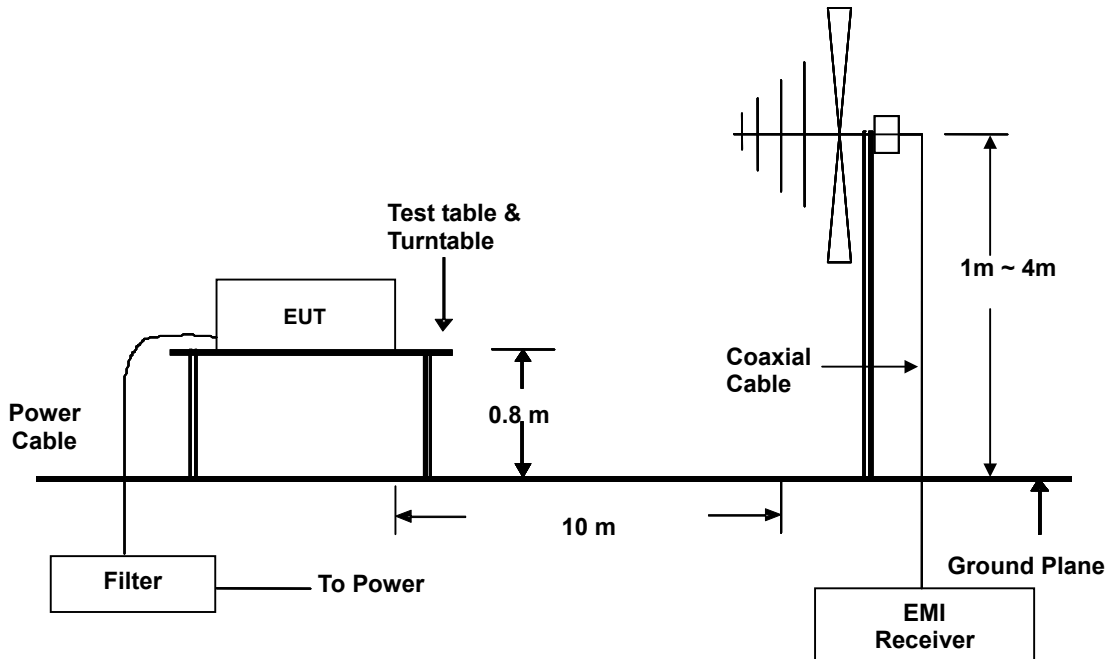 Test table &
Turntable
EUT
1m ~ 4m
Coaxial
Cable
0.8 m
Power
Cable
10 m
Filter
To Power
Ground Plane
EMI
Receiver